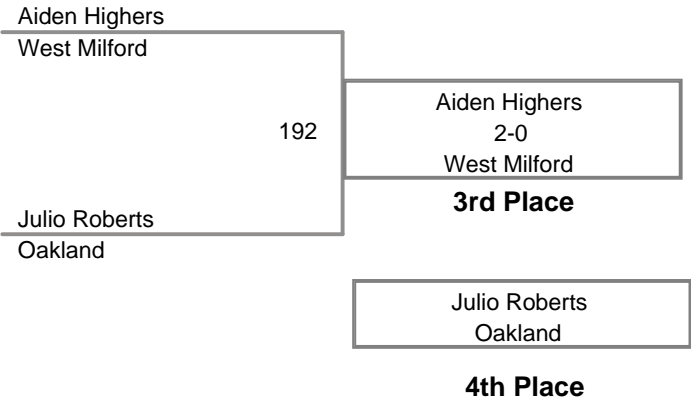 Aiden Highers
West Milford
192
Aiden Highers
2-0
West Milford
3rd Place
Julio Roberts
Oakland
Julio Roberts
Oakland
4th Place